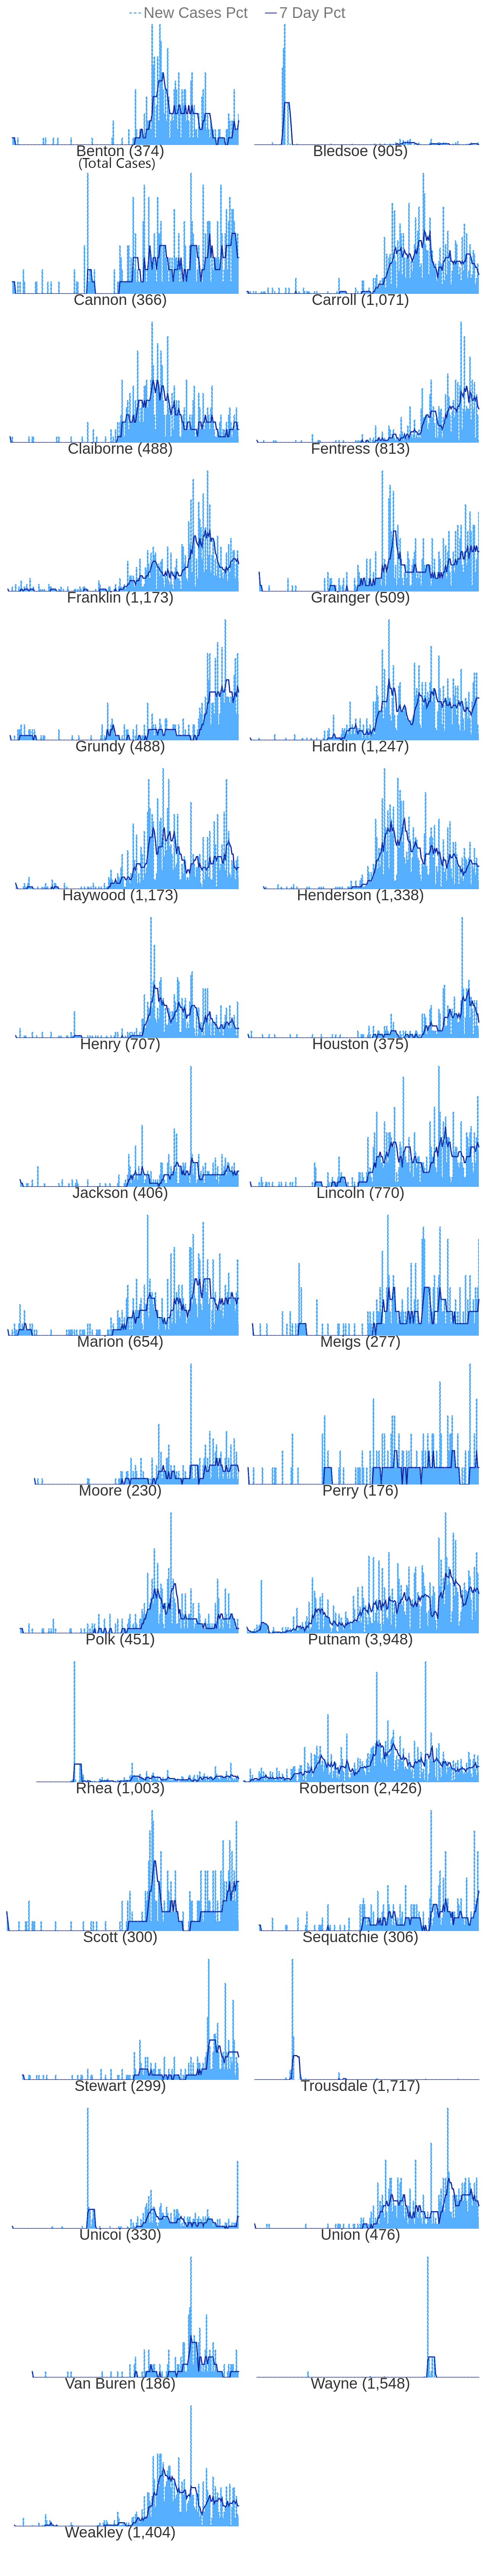 New Cases Pct 7 Day Pct
Benton (374) Bledsoe (905)
(Total Cases)
Cannon (366) Carroll (1,071)
Claiborne (488) Fentress (813)
Franklin (1,173) Grainger (509)
Grundy (488) Hardin (1,247)
Haywood (1,173) Henderson (1,338)
Henry (707) Houston (375)
Jackson (406) Lincoln (770)
Marion (654) Meigs (277)
Moore (230) Perry (176)
Polk (451) Putnam (3,948)
Rhea (1,003) Robertson (2,426)
Scott (300) Sequatchie (306)
Stewart (299) Trousdale (1,717)
Unicoi (330) Union (476)
Van Buren (186) Wayne (1,548)
Weakley (1,404)